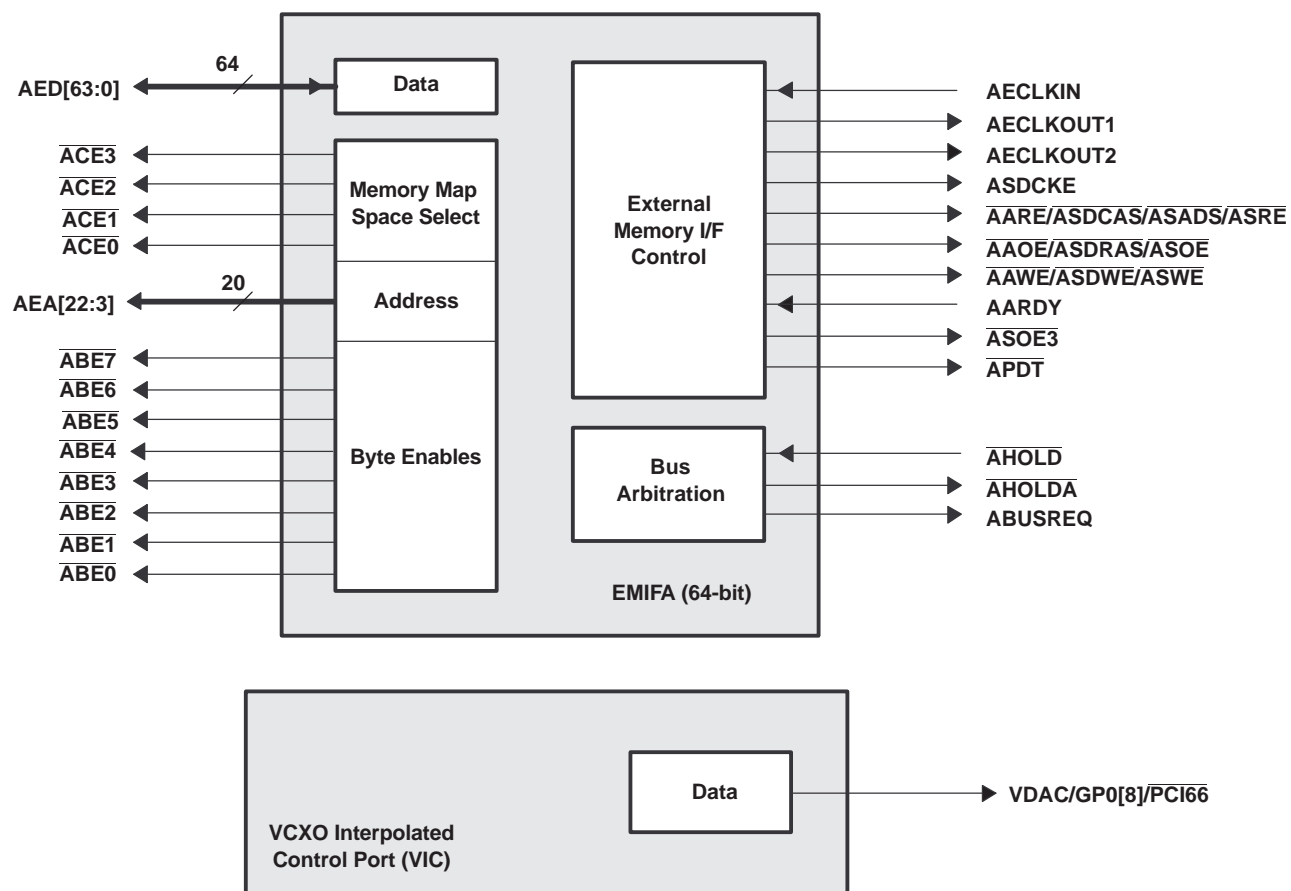 64
AED[63:0]
Data
ACE3
ACE2
ACE1
ACE0
Memory Map
Space Select
20
AEA[22:3]
Address
ABE7
ABE6
ABE5
ABE4
ABE3
ABE2
ABE1
ABE0
Byte Enables
External
Memory I/F
Control
AECLKIN
AECLKOUT1
AECLKOUT2
ASDCKE
AARE/ASDCAS/ASADS/ASRE
AAOE/ASDRAS/ASOE
AAWE/ASDWE/ASWE
AARDY
ASOE3
APDT
Bus
Arbitration
AHOLD
AHOLDA
ABUSREQ
EMIFA (64-bit)
Data
VDAC/GP0[8]/PCI66
VCXO Interpolated
Control Port (VIC)